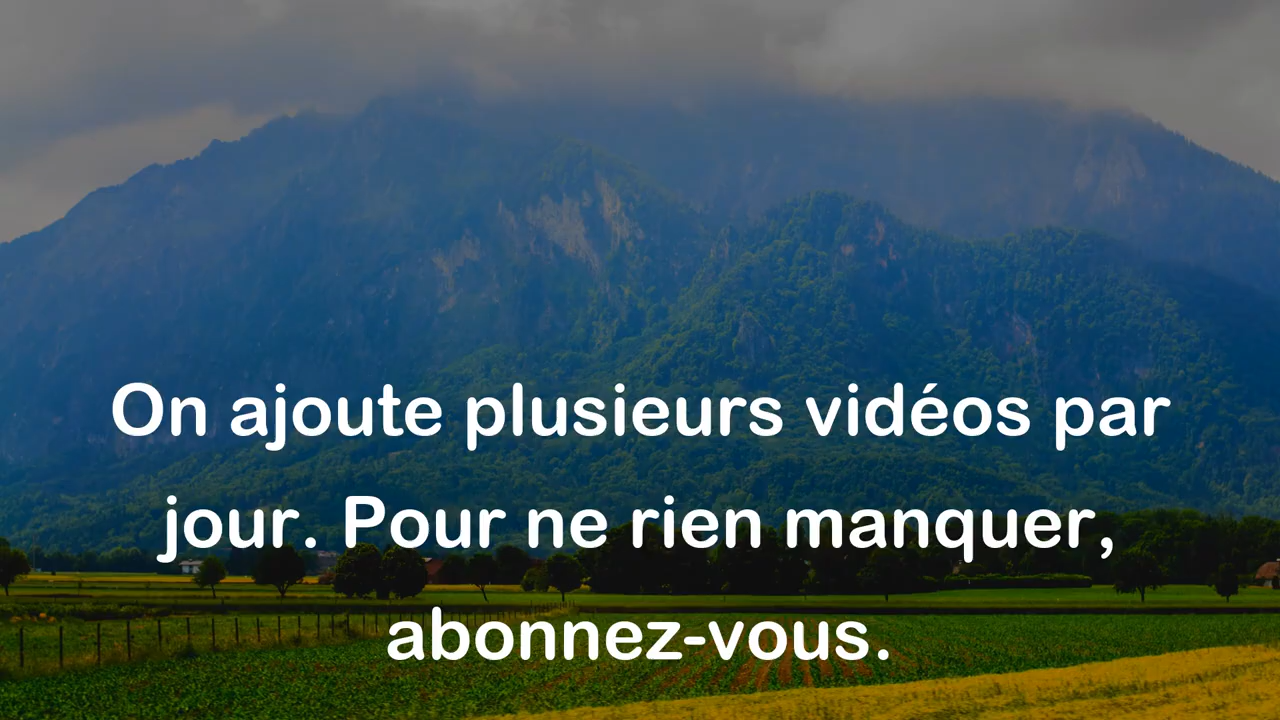 On ajoute plusieurs vidéos par
jour. Pour ne rien manquer,
abonnez-vous.